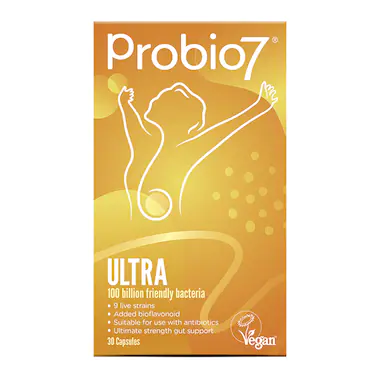 Probio7®
ULTRA
100 billion friendly bacteria
• 9 live strains
• Added bioflavonoid
• Suitable for use with antibiotics
• Ultimate strength gut support
30 Capsules
Vegan